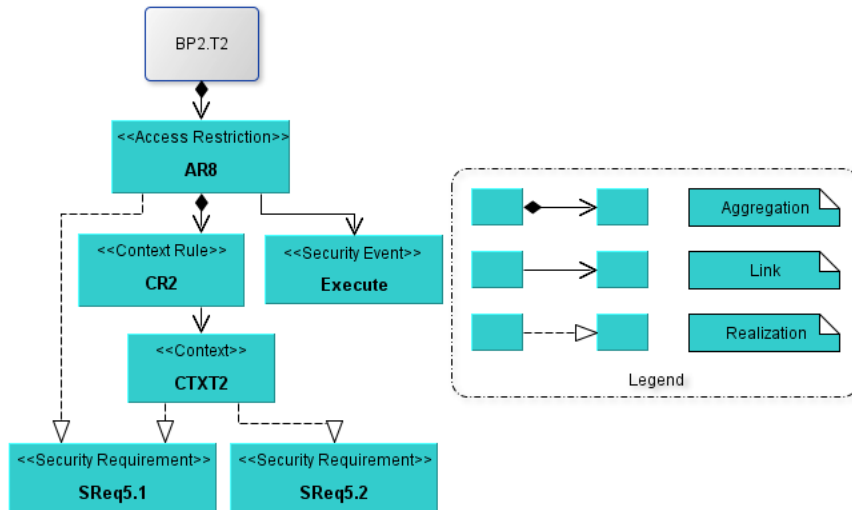 BP2.T2
<<Access Restriction>>
AR8
<<Context Rule>>
CR2
<<Security Event>>
Execute
<<Context>>
CTXT2
<<Security Requirement>>
SReq5.1
<<Security Requirement>>
SReq5.2
Aggregation
Link
Realization
Legend